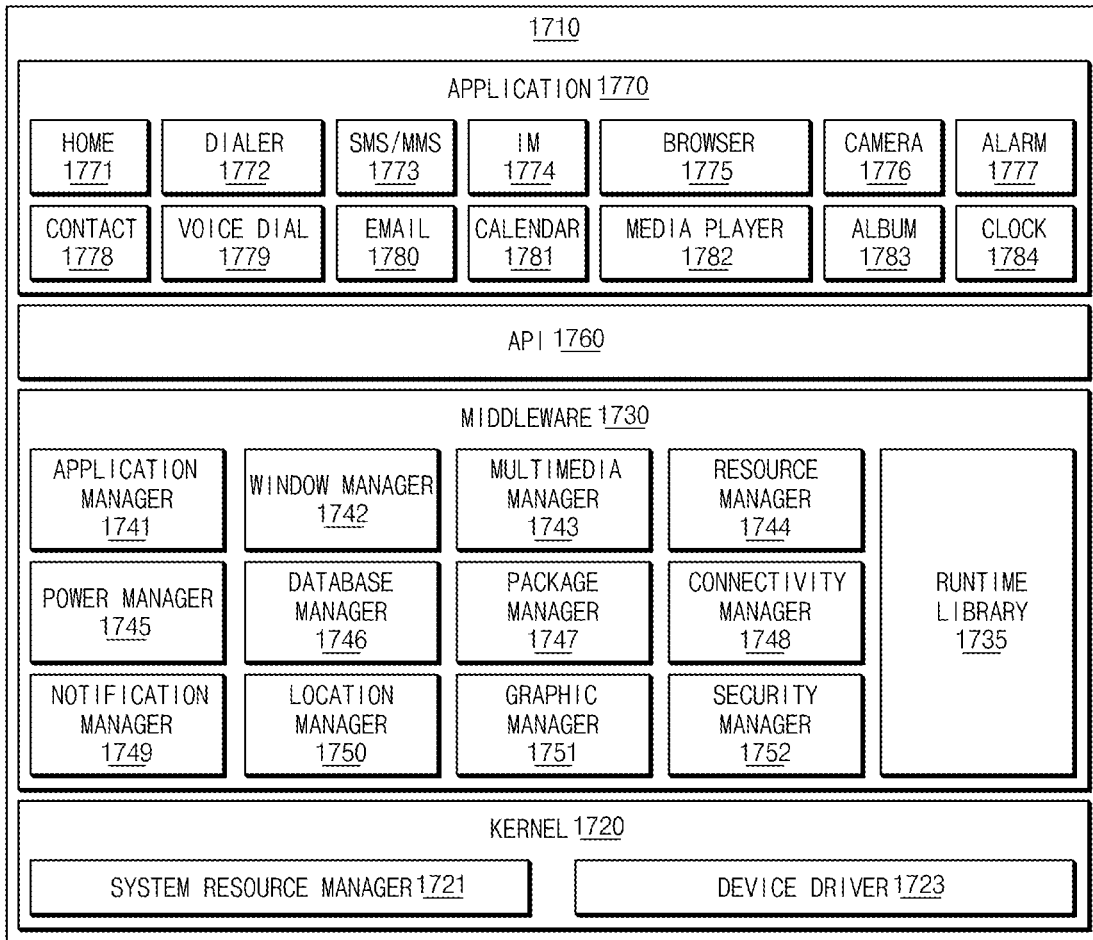 1710
APPLICATION 1770
HOME
1771
DIALER
1772
SMS/MMS
1773
IM
1774
BROWSER
1775
CAMERA
1776
ALARM
1777
CONTACT
1778
VOICE DIAL
1779
EMAIL
1780
CALENDAR
1781
MEDIA PLAYER
1782
ALBUM
1783
CLOCK
1784
API 1760
MIDDLEWARE 1730
APPLICATION
MANAGER
1741
WINDOW MANAGER
1742
MULTIMEDIA
MANAGER
1743
RESOURCE
MANAGER
1744
POWER MANAGER
1745
DATABASE
MANAGER
1746
PACKAGE
MANAGER
1747
CONNECTIVITY
MANAGER
1748
NOTIFICATION
MANAGER
1749
LOCATION
MANAGER
1750
GRAPHIC
MANAGER
1751
SECURITY
MANAGER
1752
RUNTIME
LIBRARY
1735
KERNEL 1720
SYSTEM RESOURCE MANAGER 1721
DEVICE DRIVER 1723